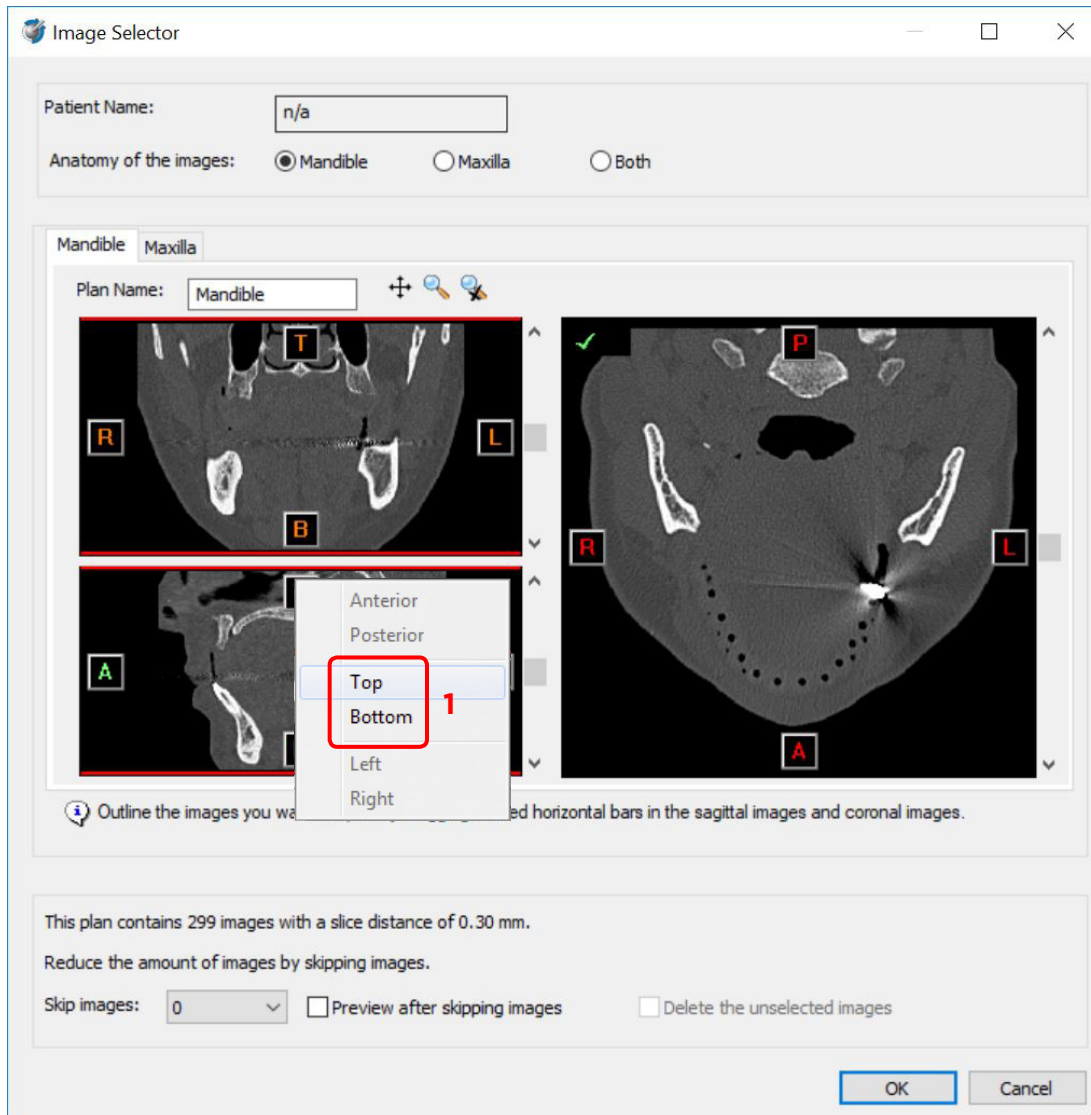 Image Selector
Patient Name: n/a
Anatomy of the images: Mandible Maxilla Both
Mandible Maxilla
Plan Name: Mandible
T
R L
B
P
R L
A
A
Anterior
Posterior
Top
Bottom
1
Left
Right
Outline the images you wa ed horizontal bars in the sagittal images and coronal images.
This plan contains 299 images with a slice distance of 0.30 mm.
Reduce the amount of images by skipping images.
Skip images: 0 Preview after skipping images Delete the unselected images
OK Cancel